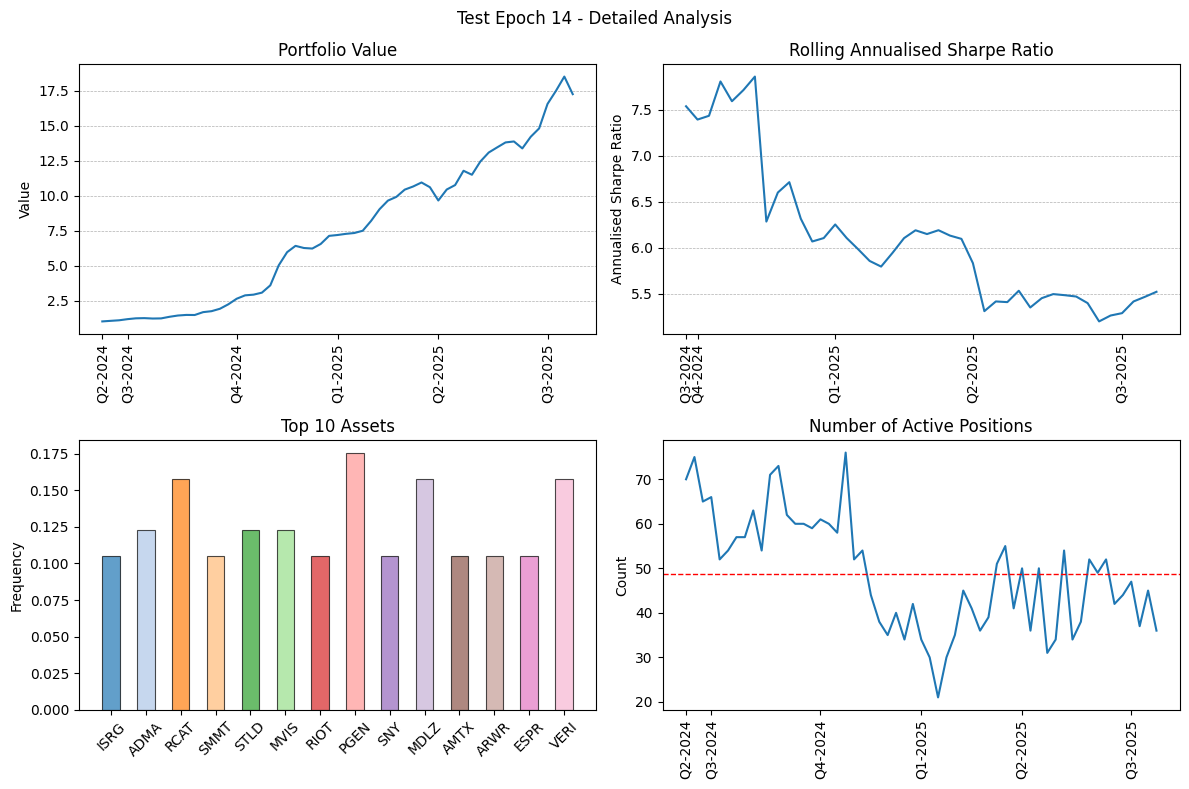 Test Epoch 14 - Detailed Analysis
Portfolio Value
Value
17.5
15.0
12.5
10.0
7.5
5.0
2.5
Q2-2024
Q3-2024
Q4-2024
Q1-2025
Q2-2025
Q3-2025
Rolling Annualised Sharpe Ratio
Annualised Sharpe Ratio
7.5
7.0
6.5
6.0
5.5
Q3-2024
Q4-2024
Q1-2025
Q2-2025
Q3-2025
Top 10 Assets
Frequency
0.175
0.150
0.125
0.100
0.075
0.050
0.025
0.000
ISRG
ADMA
RCAT
SMMT
STLD
MVIS
RIOT
PGEN
SNY
MDLZ
AMTX
ARWR
ESPR
VERI
Number of Active Positions
Count
70
60
50
40
30
20
Q2-2024
Q3-2024
Q4-2024
Q1-2025
Q2-2025
Q3-2025